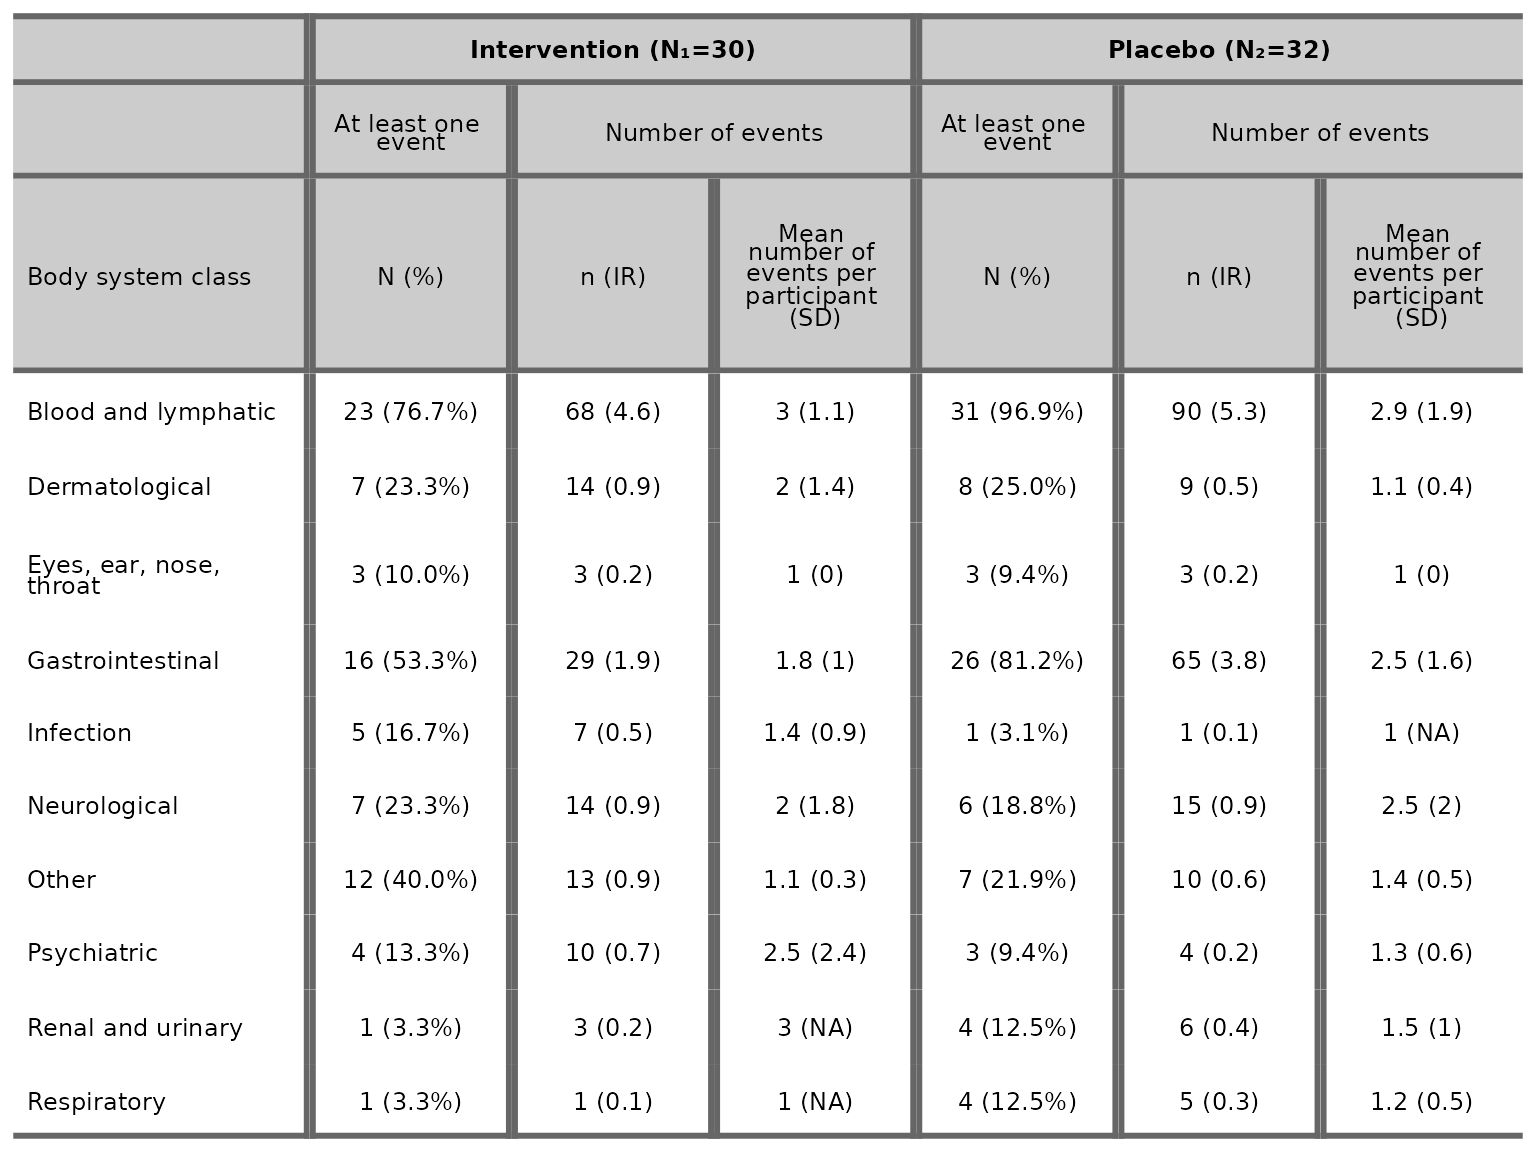 Intervention (N₁=30) Placebo (N₂=32)
At least one event Number of events At least one event Number of events
Body system class N (%) n (IR) Mean number of events per participant (SD) N (%) n (IR) Mean number of events per participant (SD)
Blood and lymphatic 23 (76.7%) 68 (4.6) 3 (1.1) 31 (96.9%) 90 (5.3) 2.9 (1.9)
Dermatological 7 (23.3%) 14 (0.9) 2 (1.4) 8 (25.0%) 9 (0.5) 1.1 (0.4)
Eyes, ear, nose, throat 3 (10.0%) 3 (0.2) 1 (0) 3 (9.4%) 3 (0.2) 1 (0)
Gastrointestinal 16 (53.3%) 29 (1.9) 1.8 (1) 26 (81.2%) 65 (3.8) 2.5 (1.6)
Infection 5 (16.7%) 7 (0.5) 1.4 (0.9) 1 (3.1%) 1 (0.1) 1 (NA)
Neurological 7 (23.3%) 14 (0.9) 2 (1.8) 6 (18.8%) 15 (0.9) 2.5 (2)
Other 12 (40.0%) 13 (0.9) 1.1 (0.3) 7 (21.9%) 10 (0.6) 1.4 (0.5)
Psychiatric 4 (13.3%) 10 (0.7) 2.5 (2.4) 3 (9.4%) 4 (0.2) 1.3 (0.6)
Renal and urinary 1 (3.3%) 3 (0.2) 3 (NA) 4 (12.5%) 6 (0.4) 1.5 (1)
Respiratory 1 (3.3%) 1 (0.1) 1 (NA) 4 (12.5%) 5 (0.3) 1.2 (0.5)